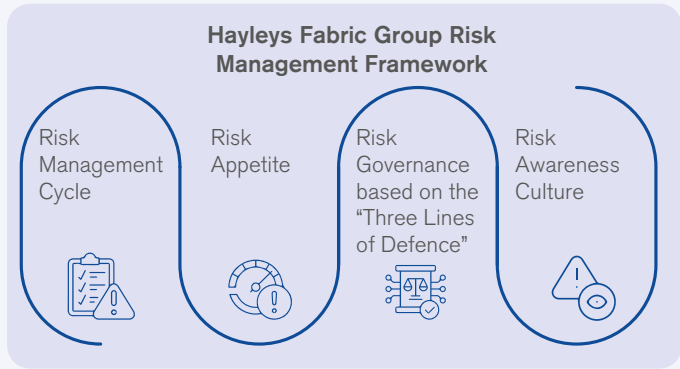 Hayleys Fabric Group Risk
Management Framework
Risk
Management
Cycle
Risk
Appetite
Risk
Governance
based on the
“Three Lines
of Defence”
Risk
Awareness
Culture